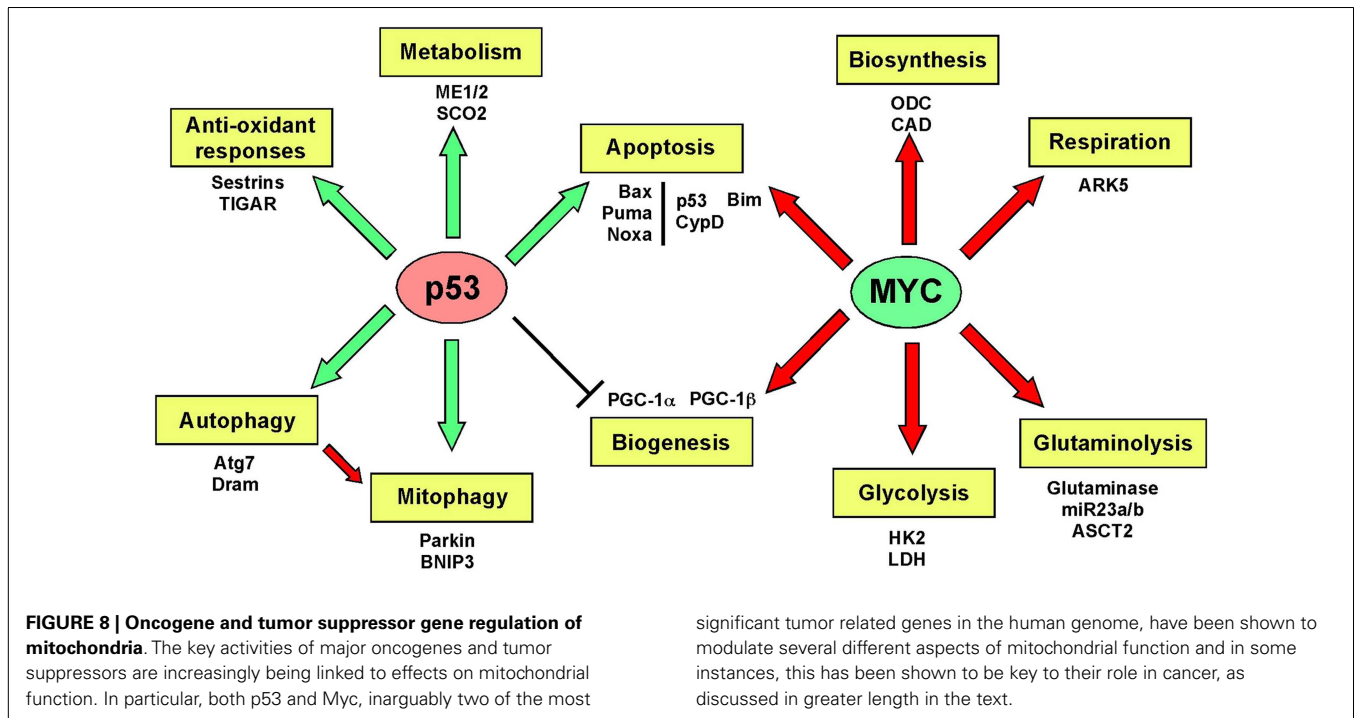 Metabolism
ME1/2
SCO2
Biosynthesis
ODC
CAD
Anti-oxidant
responses
Sestrins
TIGAR
Apoptosis
Bax
Puma
Noxa
p53
CypD
Bim
Respiration
ARK5
p53
MYC
Autophagy
Atg7
Dram
Mitophagy
Parkin
BNIP3
PGC-1α PGC-1β
Biogenesis
Glycolysis
HK2
LDH
Glutaminolysis
Glutaminase
miR23a/b
ASCT2
FIGURE 8 | Oncogene and tumor suppressor gene regulation of
mitochondria. The key activities of major oncogenes and tumor
suppressors are increasingly being linked to effects on mitochondrial
function. In particular, both p53 and Myc, inarguably two of the most
significant tumor related genes in the human genome, have been shown to
modulate several different aspects of mitochondrial function and in some
instances, this has been shown to be key to their role in cancer, as
discussed in greater length in the text.